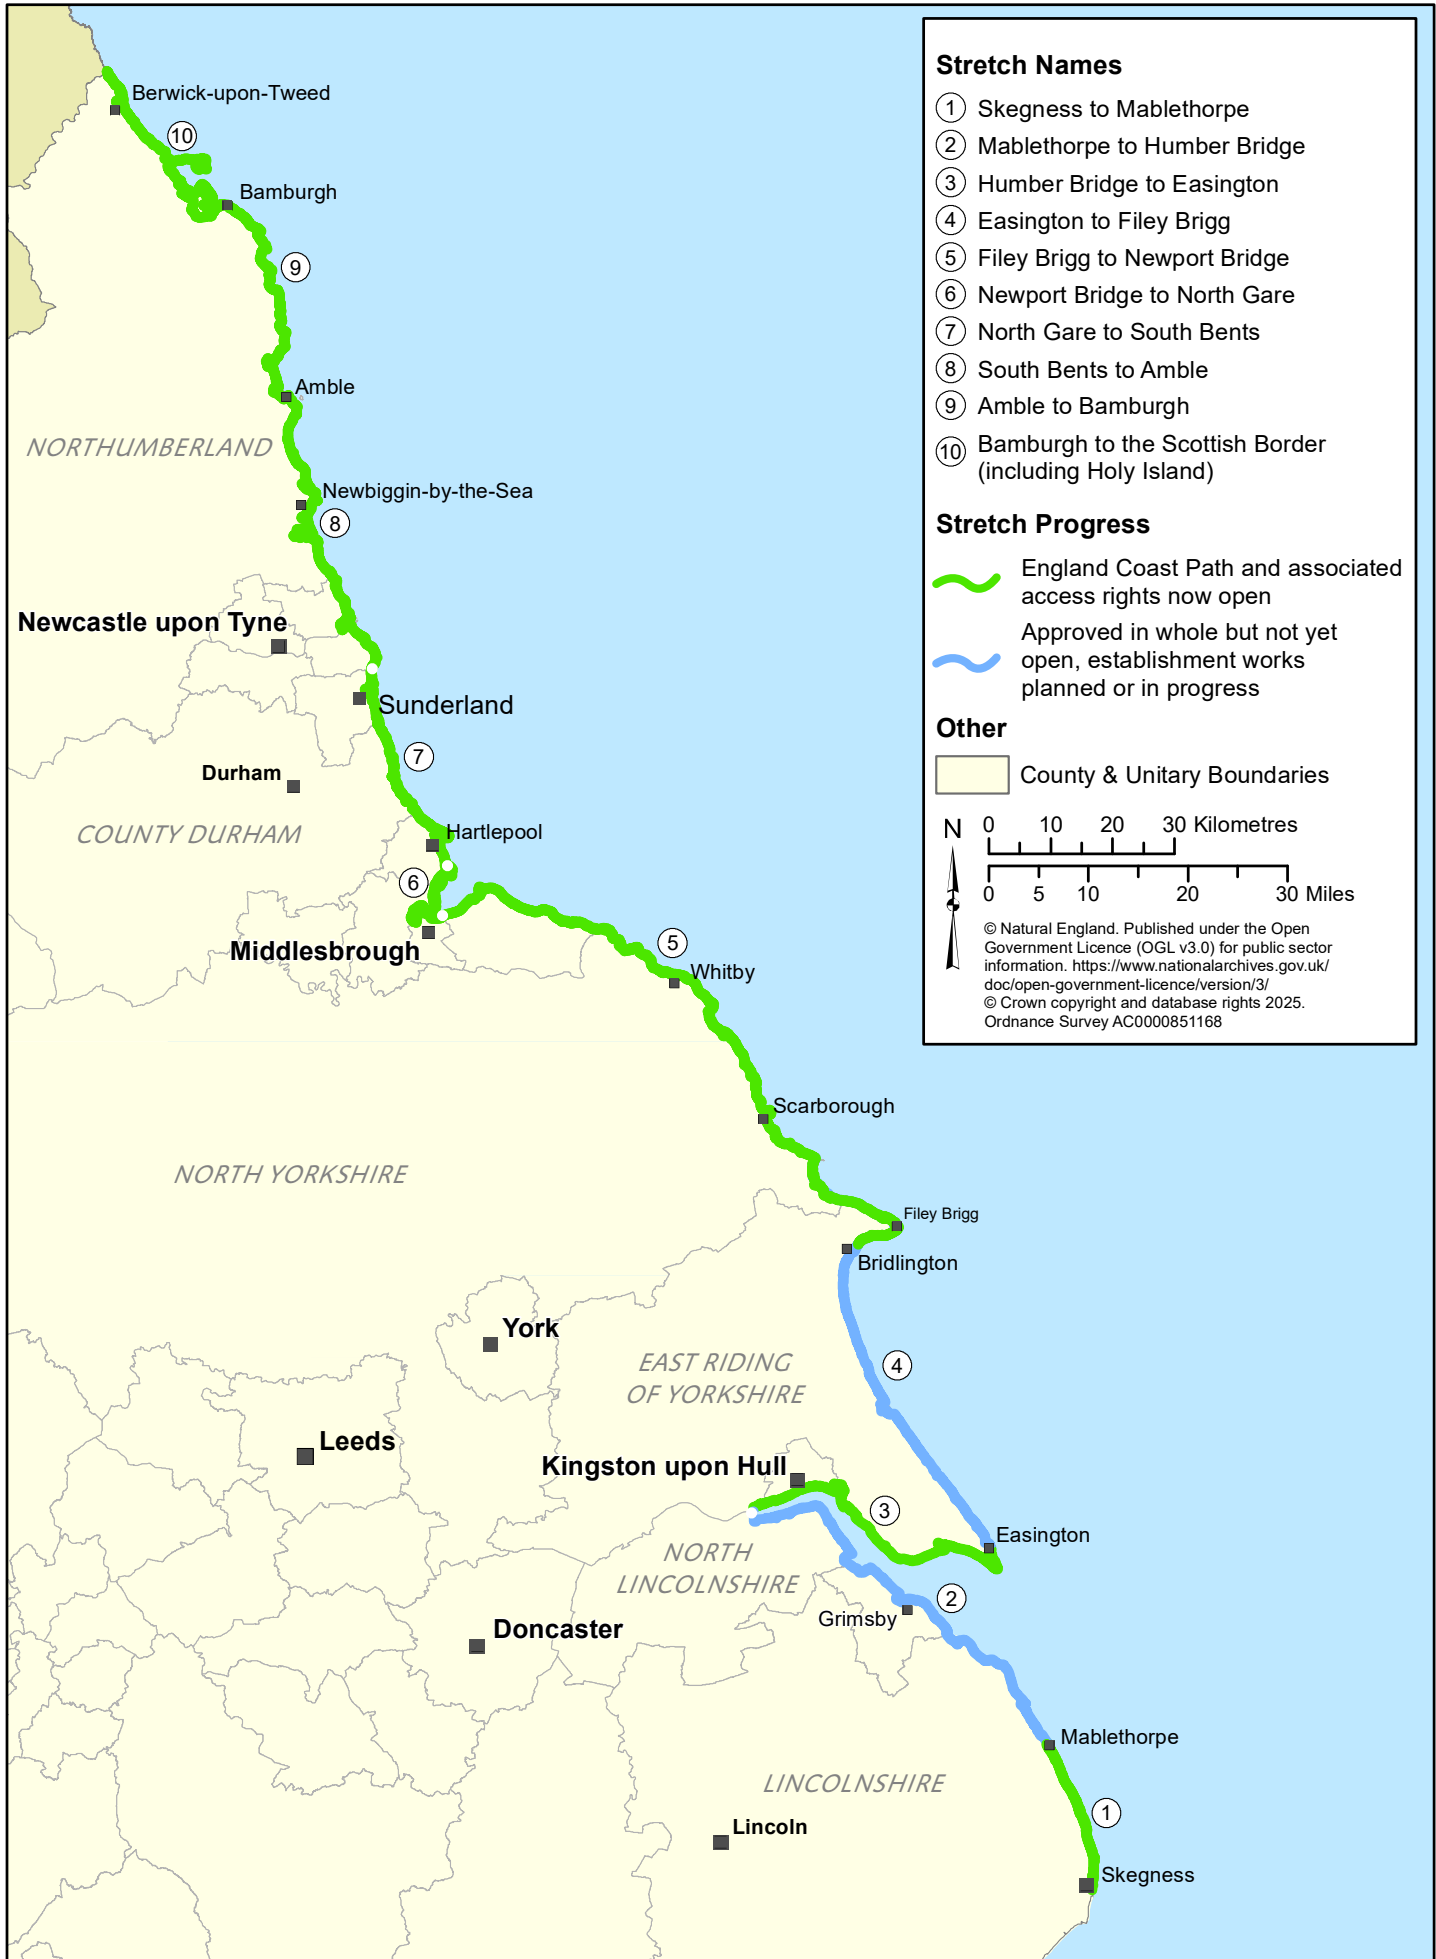 Berwick-upon-Tweed
10
Bamburgh
9
Amble
NORTHUMBERLAND
Newbiggin-by-the-Sea
8
Newcastle upon Tyne
Sunderland
7
Durham
COUNTY DURHAM
Hartlepool
6
Middlesbrough
5
Whitby
Scarborough
NORTH YORKSHIRE
Filey Brigg
Bridlington
York
EAST RIDING
OF YORKSHIRE
4
Leeds
Kingston upon Hull
3
Easington
NORTH
LINCOLNSHIRE
2
Grimsby
Doncaster
Mablethorpe
LINCOLNSHIRE
1
Lincoln
Skegness
Stretch Names
1 Skegness to Mablethorpe
2 Mablethorpe to Humber Bridge
3 Humber Bridge to Easington
4 Easington to Filey Brigg
5 Filey Brigg to Newport Bridge
6 Newport Bridge to North Gare
7 North Gare to South Bents
8 South Bents to Amble
9 Amble to Bamburgh
10 Bamburgh to the Scottish Border
(including Holy Island)
Stretch Progress
England Coast Path and associated
access rights now open
Approved in whole but not yet
open, establishment works
planned or in progress
Other
County & Unitary Boundaries
N
0 10 20 30 Kilometres
0 5 10 20 30 Miles
© Natural England. Published under the Open
Government Licence (OGL v3.0) for public sector
information. https://www.nationalarchives.gov.uk/
doc/open-government-licence/version/3/
© Crown copyright and database rights 2025.
Ordnance Survey AC0000851168